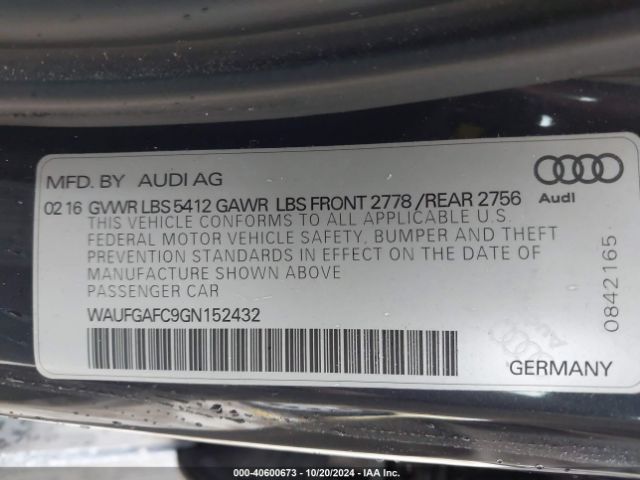 MFD. BY AUDI AG
Audi
02 16 GVWR LBS 5412 GAWR LBS FRONT 2778 /REAR 2756
THIS VEHICLE CONFORMS TO ALL APPLICABLE U.S.
FEDERAL MOTOR VEHICLE SAFETY, BUMPER AND THEFT
PREVENTION STANDARDS IN EFFECT ON THE DATE OF
MANUFACTURE SHOWN ABOVE
PASSENGER CAR
WAUFGAFC9GN152432
0842165
GERMANY
000-40600673 - 10/20/2024 - IAA Inc.